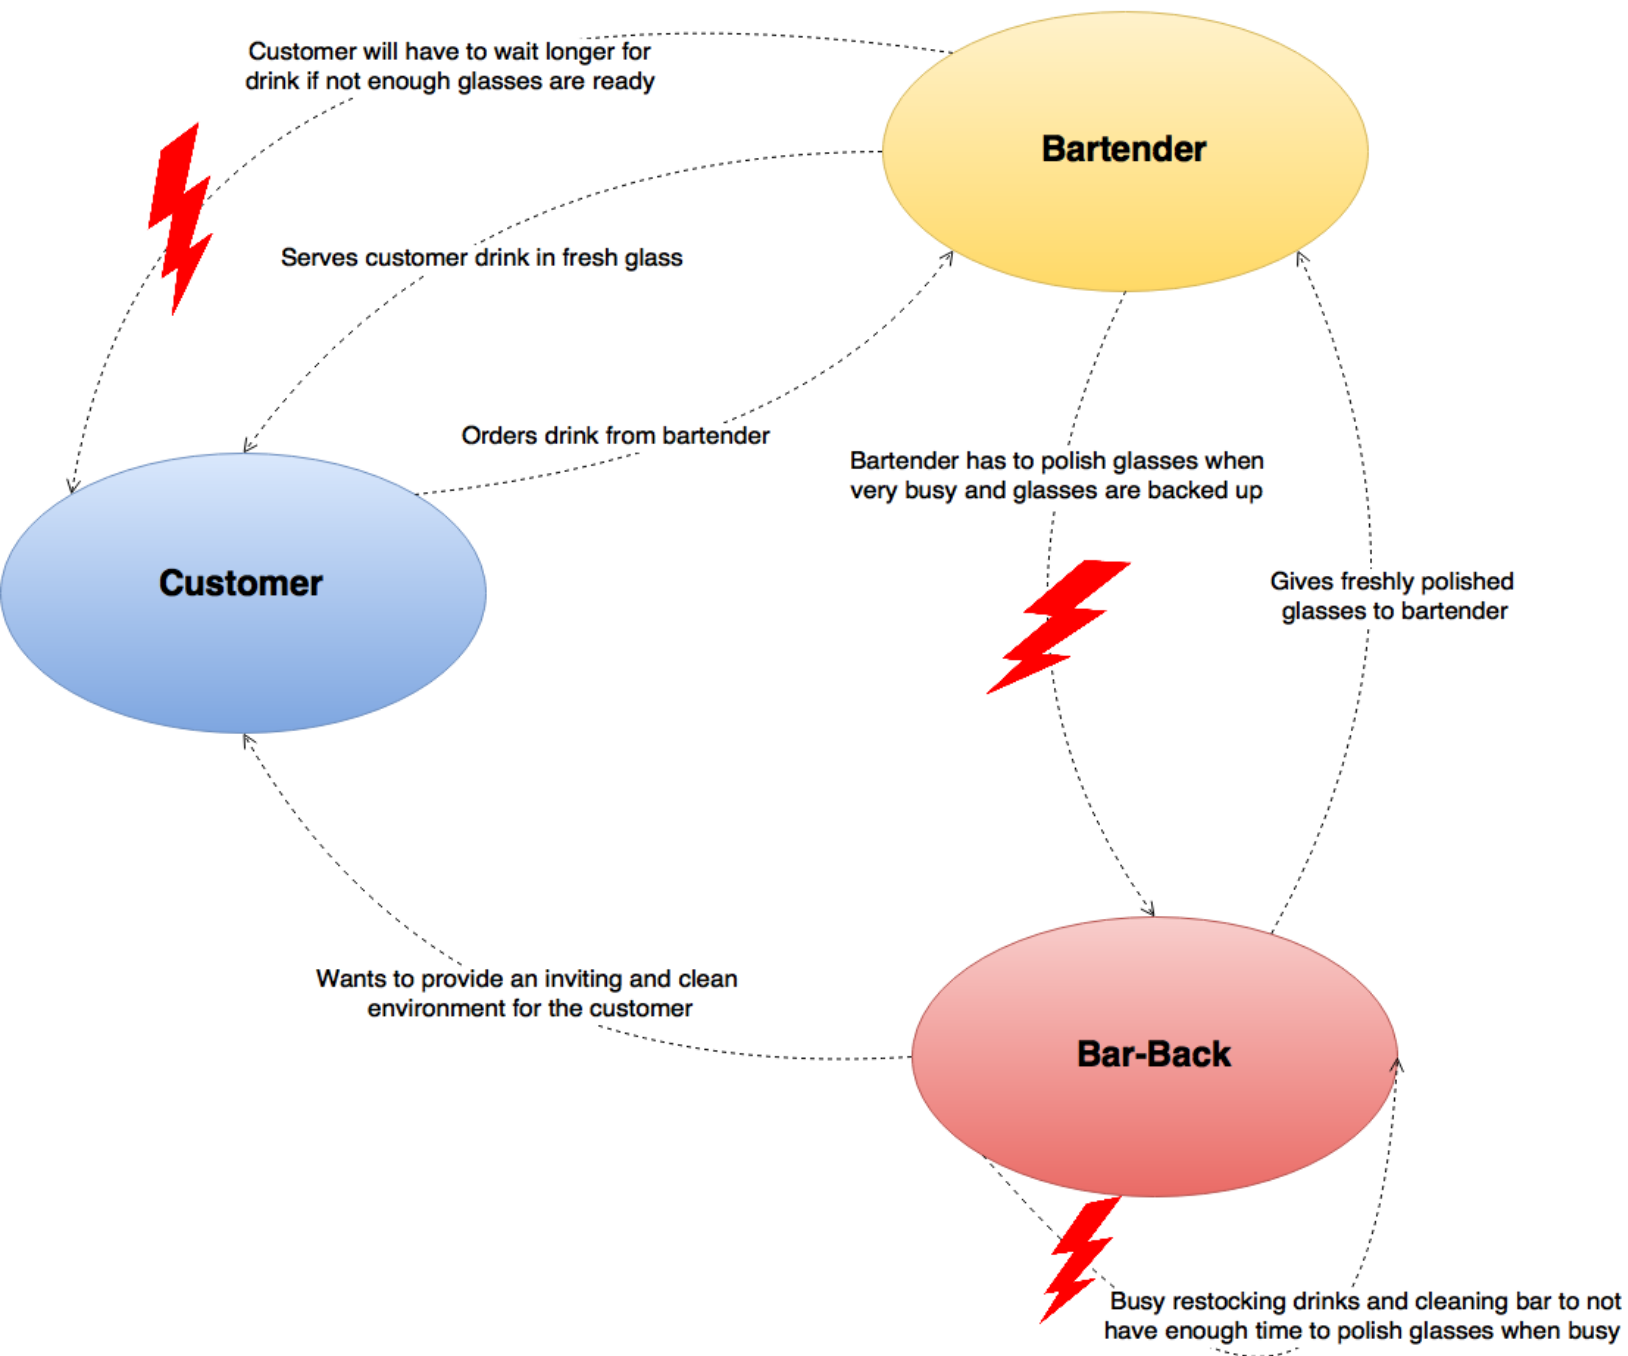 Customer will have to wait longer for
drink if not enough glasses are ready
Bartender
Serves customer drink in fresh glass
Orders drink from bartender
Bartender has to polish glasses when
very busy and glasses are backed up
Customer
Gives freshly polished
glasses to bartender
Wants to provide an inviting and clean
environment for the customer
Bar-Back
Busy restocking drinks and cleaning bar to not
have enough time to polish glasses when busy